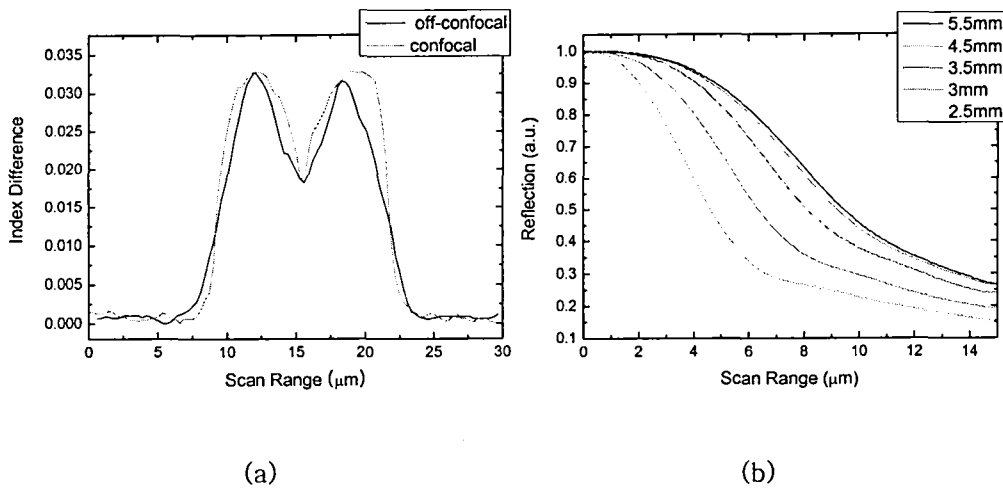 off-confocal
confocal
0.035
0.030
0.025
0.020
0.015
0.010
0.005
0.000
Index Difference
0
5
10
15
20
25
30
Scan Range (μm)
(a)
5.5mm
4.5mm
3.5mm
3mm
2.5mm
1.0
0.9
0.8
0.7
0.6
0.5
0.4
0.3
0.2
0.1
Reflection (a.u.)
0
2
4
6
8
10
12
14
Scan Range (μm)
(b)